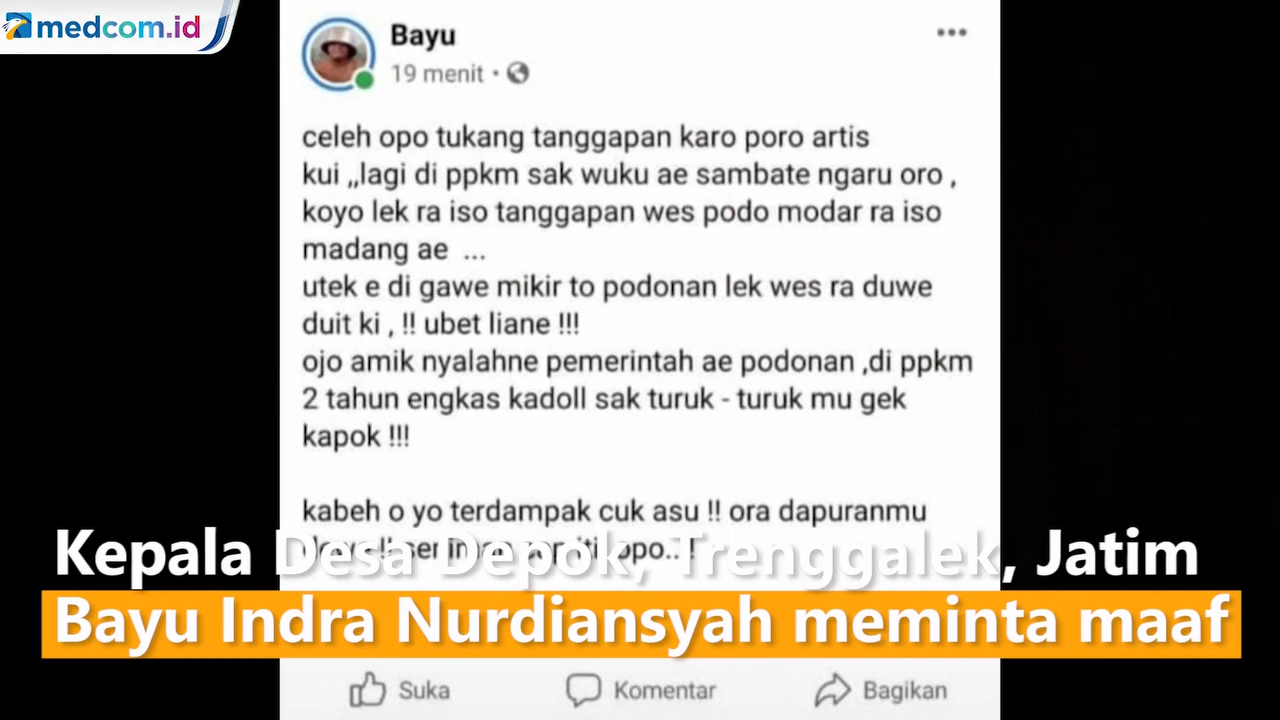 medcom.id
Bayu
19 menit
celeh opo tukang tanggapan karo poro artis
kui ,,lagi di ppkm sak wuku ae sambate ngaru oro ,
koyo lek ra iso tanggapan wes podo modar ra iso
madang ae ...
utek e di gawe mikir to podonan lek wes ra duwe
duit ki , !! ubet liane !!!
ojo amik nyalahne pemerintah ae podonan ,di ppkm
2 tahun engkas kadoll sak turuk - turuk mu gek
kapok !!!
kabeh o yo terdampak cuk asu !! ora dapuranmu
opo..!
Kepala Desa Depok, Trenggalek, Jatim
Bayu Indra Nurdiansyah meminta maaf
Suka Komentar Bagikan